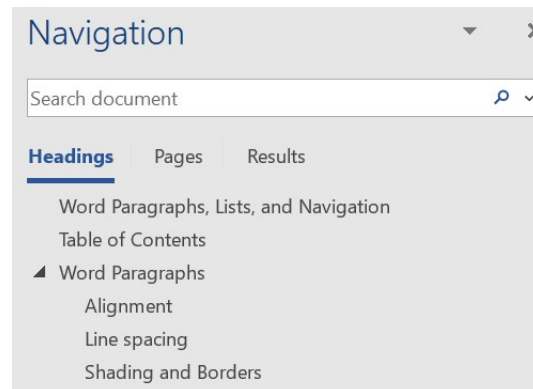 Navigation
Search document
Headings Pages Results
Word Paragraphs, Lists, and Navigation
Table of Contents
Word Paragraphs
Alignment
Line spacing
Shading and Borders